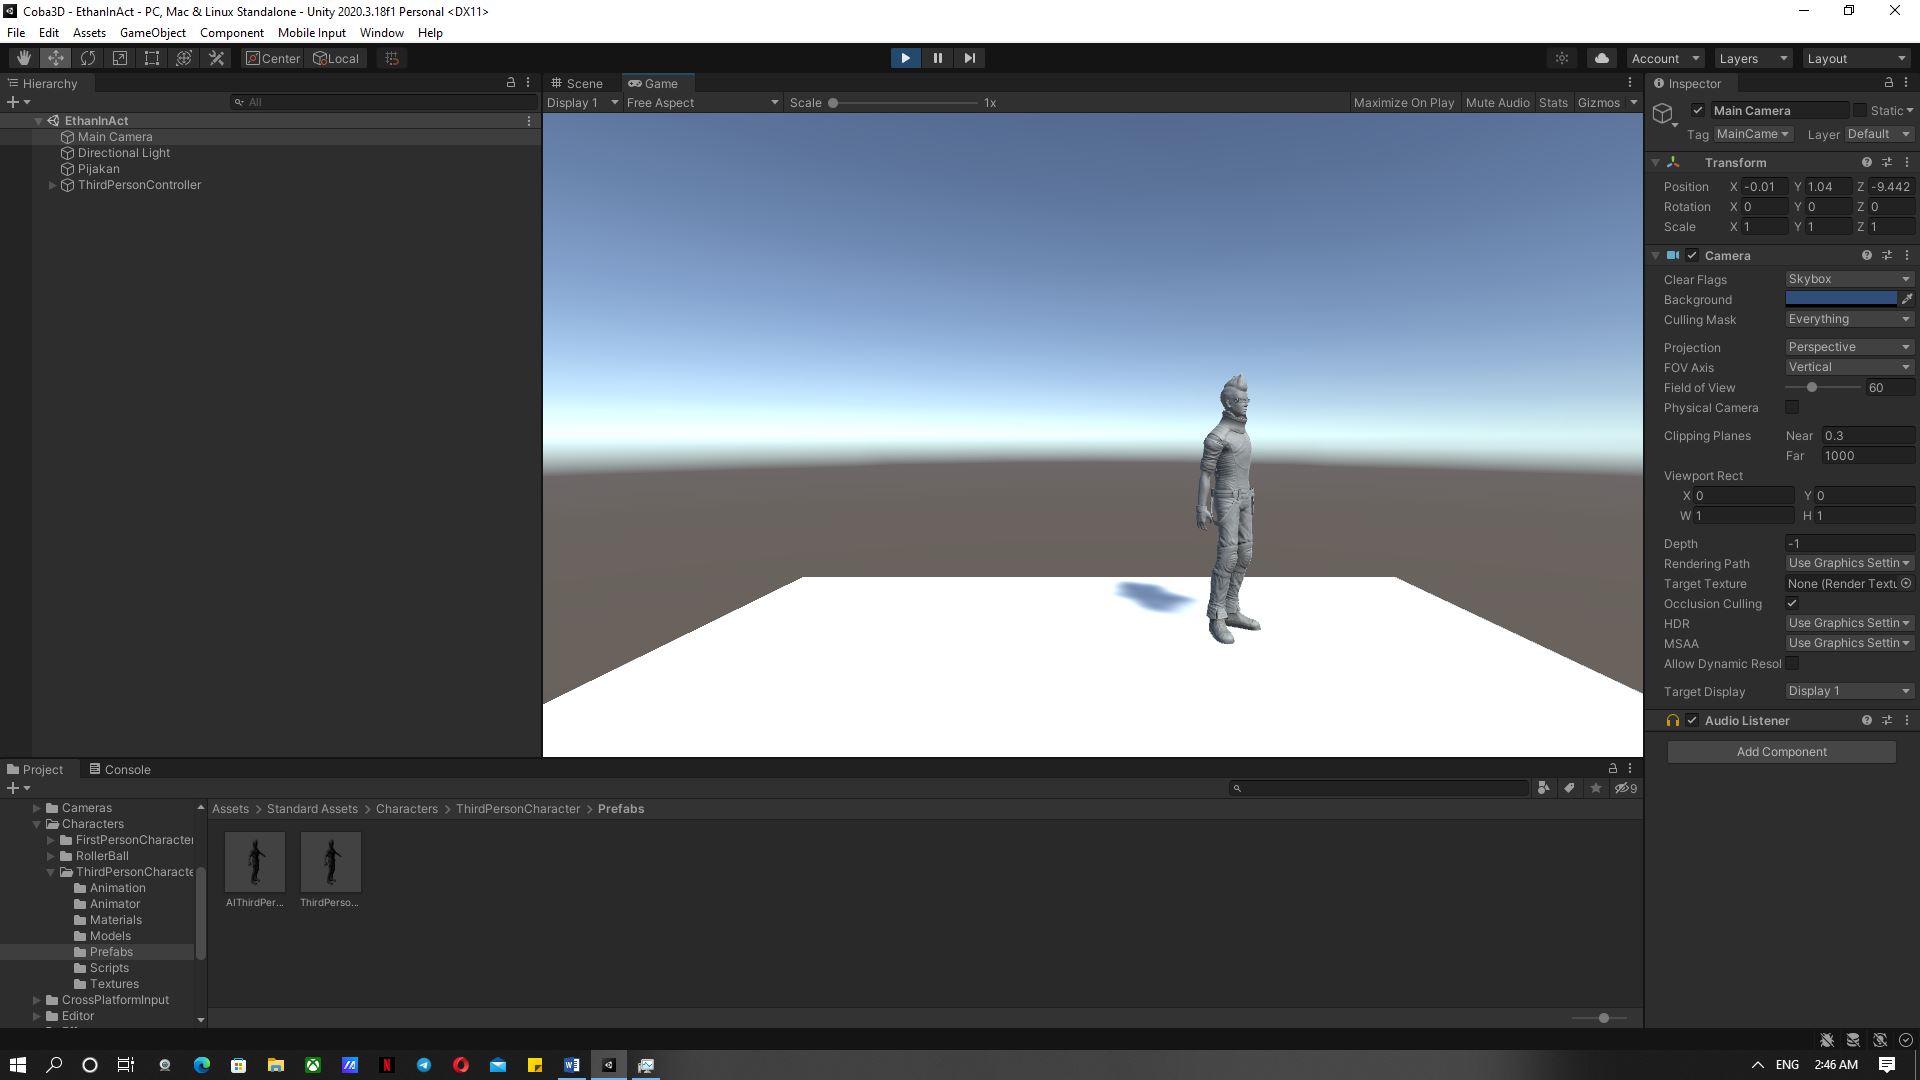 Coba3D - EthanInAct - PC, Mac & Linux Standalone - Unity 2020.3.18f1 Personal <DX11>
File Edit Assets GameObject Component Mobile Input Window Help
Center Local Account Layers Layout
Hierarchy
All
EthanInAct
Main Camera
Directional Light
Pijakan
ThirdPersonController
Scene Game
Display 1 Free Aspect Scale 1x Maximize On Play Mute Audio Stats Gizmos
Inspector
Main Camera Static
Tag MainCame Layer Default
Transform
Position X -0.01 Y 1.04 Z -9.442
Rotation X 0 Y 0 Z 0
Scale X 1 Y 1 Z 1
Camera
Clear Flags Skybox
Background
Culling Mask Everything
Projection Perspective
FOV Axis Vertical
Field of View 60
Physical Camera
Clipping Planes Near 0.3
Far 1000
Viewport Rect
X 0 Y 0
W 1 H 1
Depth -1
Rendering Path Use Graphics Settin
Target Texture None (Render Textu
Occlusion Culling
HDR Use Graphics Settin
MSAA Use Graphics Settin
Allow Dynamic Resol
Target Display Display 1
Audio Listener
Add Component
Project Console
9
Cameras
Characters
FirstPersonCharacter
RollerBall
ThirdPersonCharacte
Animation
Animator
Materials
Models
Prefabs
Scripts
Textures
CrossPlatformInput
Editor
Assets > Standard Assets > Characters > ThirdPersonCharacter > Prefabs
AIThirdPer... ThirdPerso...
ENG 2:46 AM